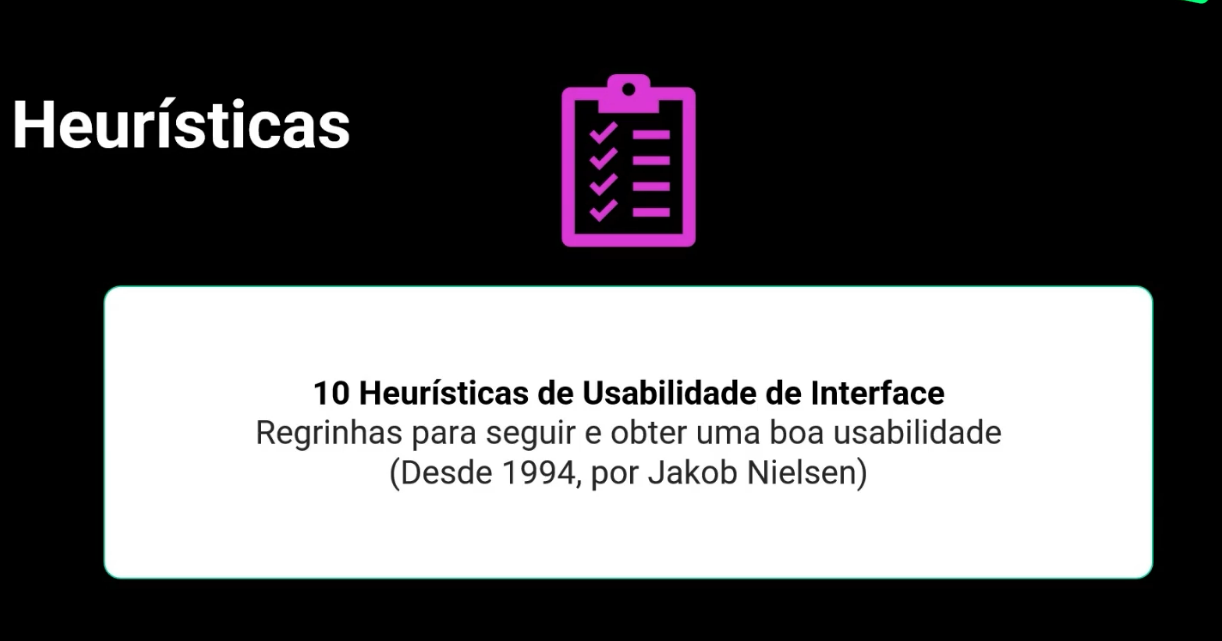 Heurísticas
10 Heurísticas de Usabilidade de Interface
Regrinhas para seguir e obter uma boa usabilidade
(Desde 1994, por Jakob Nielsen)